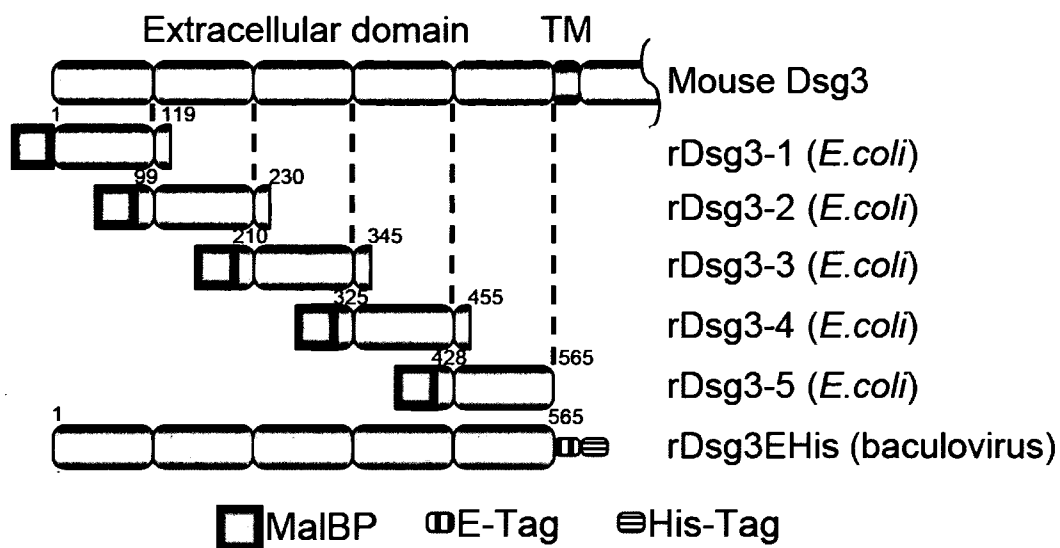 Extracellular domain TM
Mouse Dsg3
1 119
rDsg3-1 (E.coli)
99 230
rDsg3-2 (E.coli)
210 345
rDsg3-3 (E.coli)
325 455
rDsg3-4 (E.coli)
428 565
rDsg3-5 (E.coli)
1 565
rDsg3EHis (baculovirus)
MalBP E-Tag His-Tag